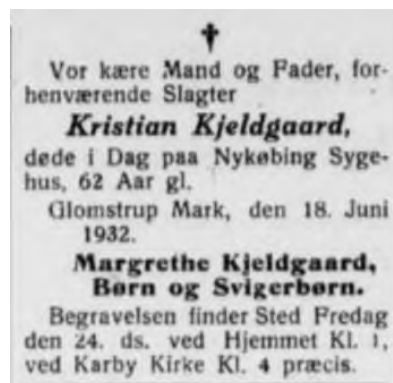 †
Vor kære Mand og Fader, for-
henværende Slagter
Kristian Kjeldgaard,
døde i Dag paa Nykøbing Syge-
hus, 62 Aar gl.
Glomstrup Mark, den 18. Juni
1932.
Margrethe Kjeldgaard,
Børn og Svigerbørn.
Begravelsen finder Sted Fredag
den 24. ds. ved Hjemmet Kl. 1,
ved Karby Kirke Kl. 4 præcis.